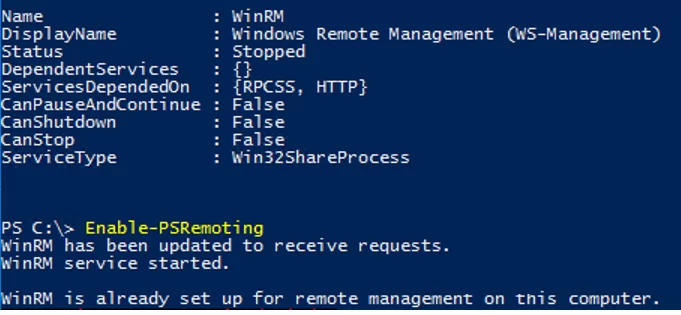 Name                : WinRM
DisplayName         : Windows Remote Management (WS-Management)
Status              : Stopped
DependentServices   : {}
ServicesDependedOn  : {RPCSS, HTTP}
CanPauseAndContinue : False
CanShutdown         : False
CanStop             : False
ServiceType         : Win32ShareProcess
PS C:\> Enable-PSRemoting
WinRM has been updated to receive requests.
WinRM service started.
WinRM is already set up for remote management on this computer.